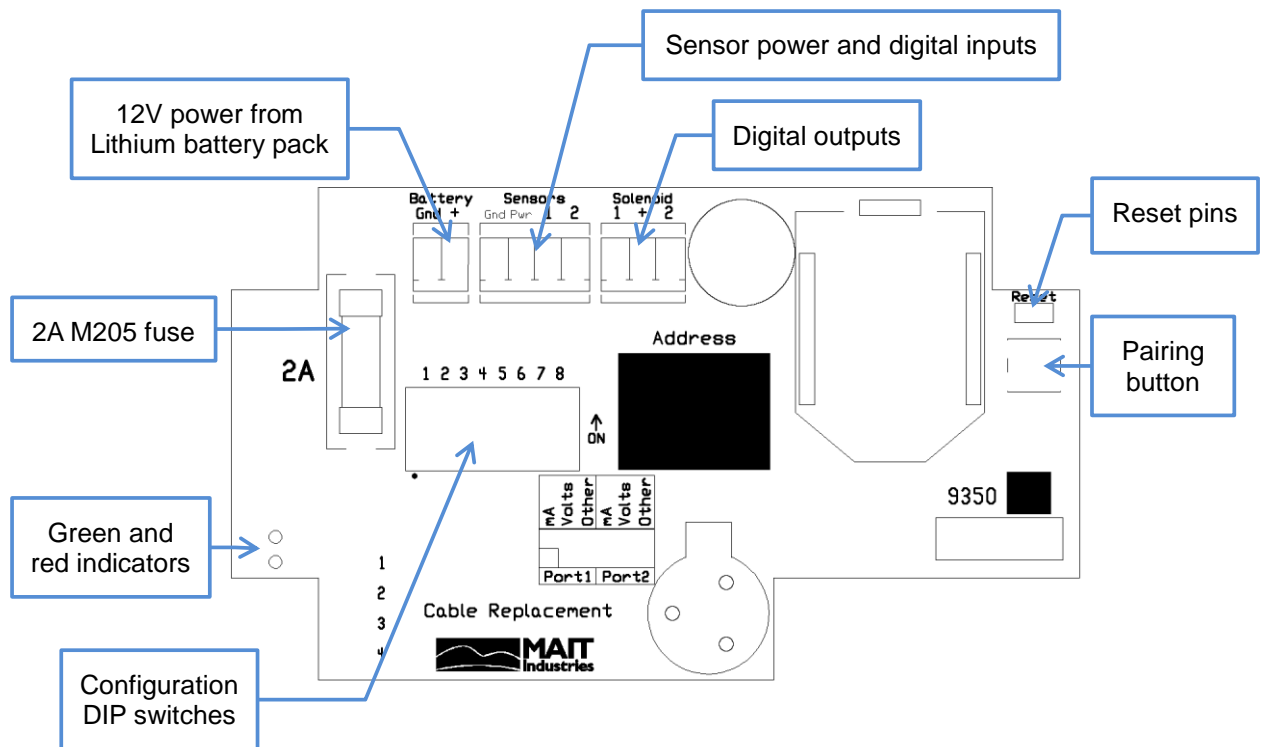 Sensor power and digital inputs
12V power from
Lithium battery pack
Digital outputs
Reset pins
Battery
Gnd +
Sensors
Gnd Pwr 1 2
Solenoid
1 + 2
Reset
2A M205 fuse
2A
Address
Pairing
button
1 2 3 4 5 6 7 8
ON
mA
Volts
Other
mA
Volts
Other
Port1
Port2
9350
Green and
red indicators
1
2
3
4
Cable Replacement
MAIT
Industries
Configuration
DIP switches